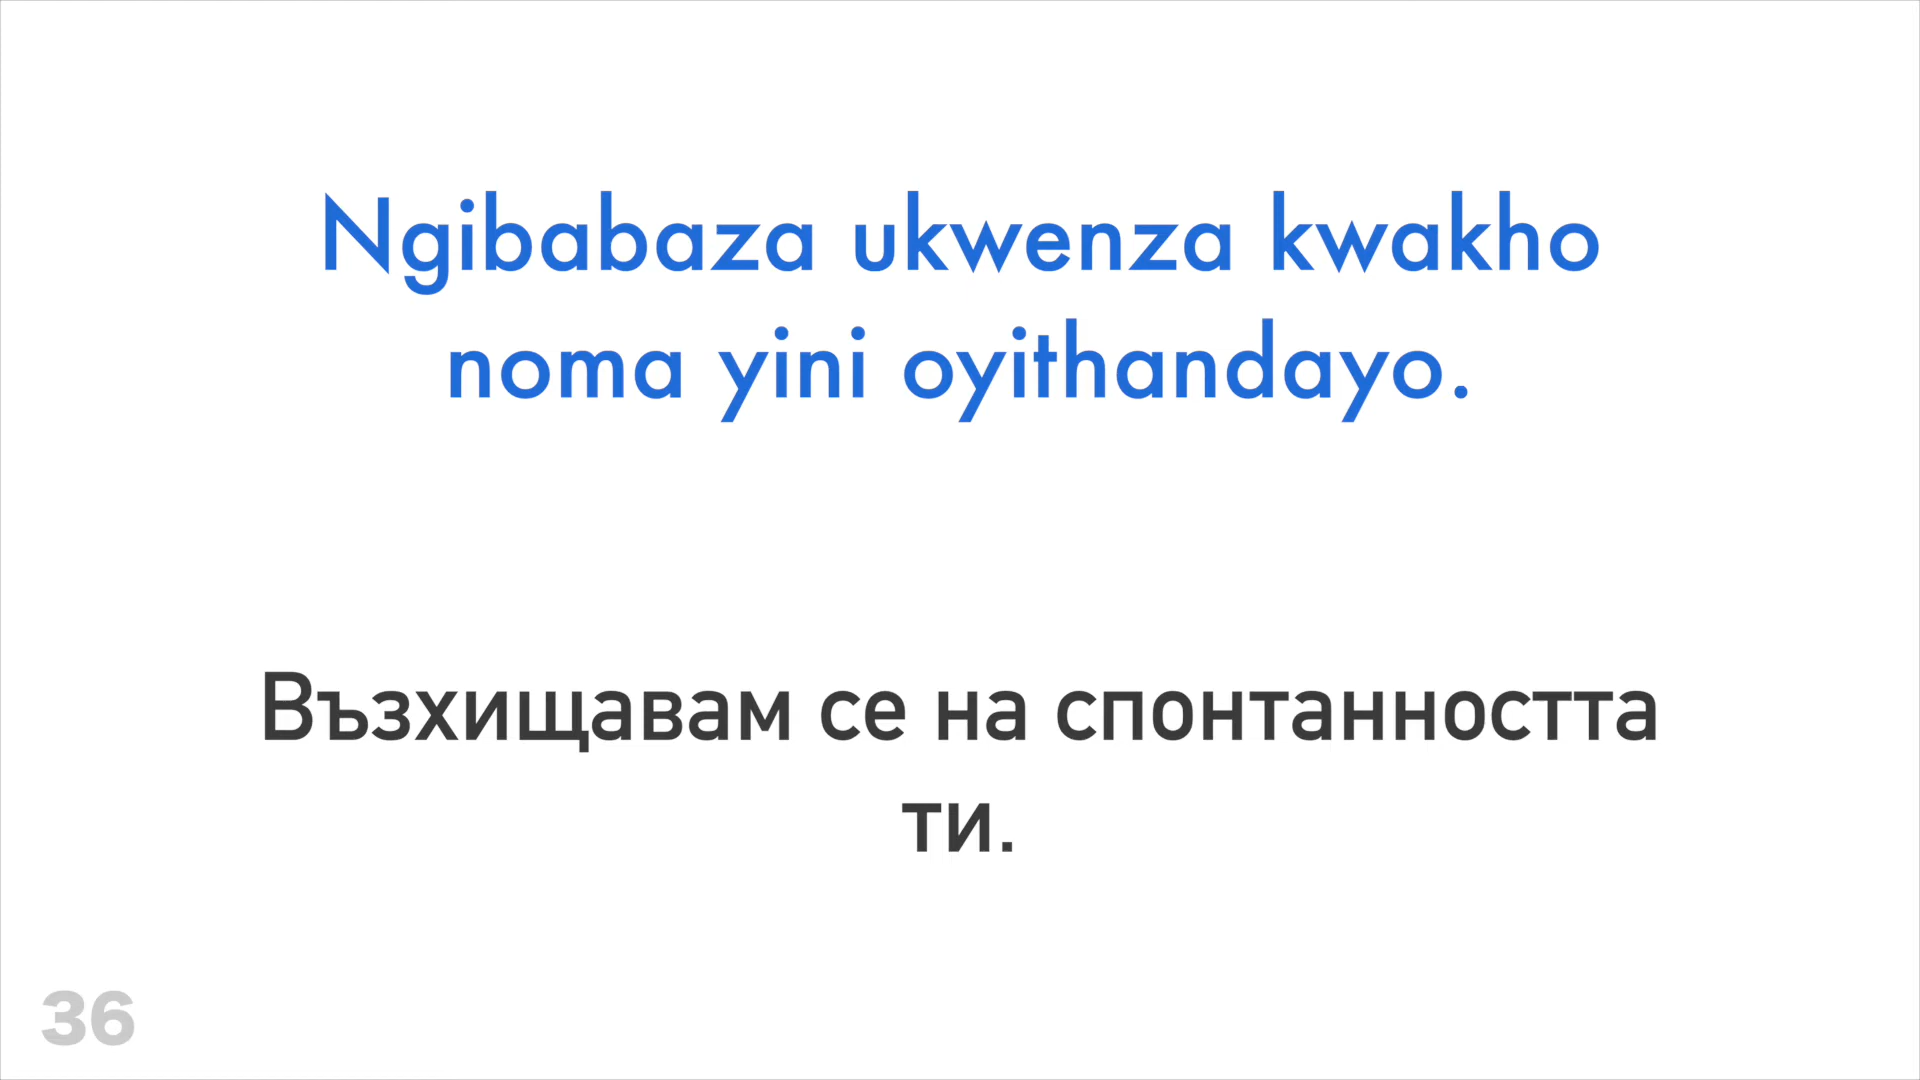 Ngibabaza ukwenza kwakho
noma yini oyithandayo.
Възхищавам се на спонтанността
ти.
36